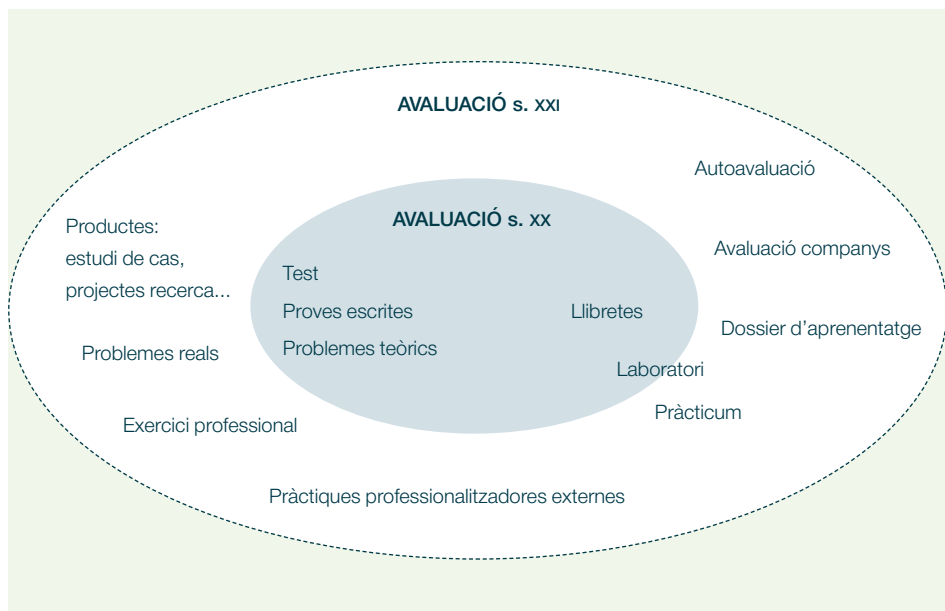 AVALUACIÓ s. XXI
Autoavaluació
AVALUACIÓ s. XX
Productes:
estudi de cas,
projectes recerca...
Avaluació companys
Test
Proves escrites
Llibretes
Dossier d’aprenentatge
Problemes teòrics
Problemes reals
Laboratori
Pràcticum
Exercici professional
Pràctiques professionalitzadores externes